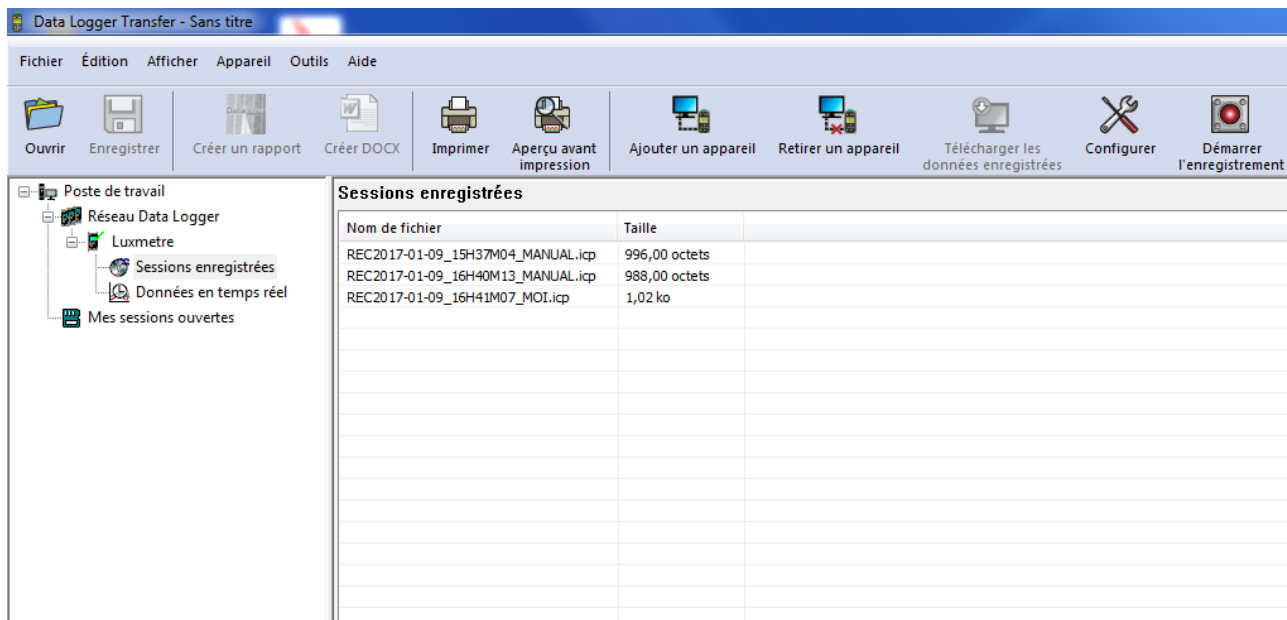 Data Logger Transfer - Sans titre
Fichier Édition Afficher Appareil Outils Aide
Ouvrir Enregistrer Créer un rapport Créer DOCX Imprimer Aperçu avant impression Ajouter un appareil Retirer un appareil Télécharger les données enregistrées Configurer Démarrer l'enregistrement
Poste de travail
Réseau Data Logger
Luxmetre
Sessions enregistrées
Données en temps réel
Mes sessions ouvertes
Sessions enregistrées
Nom de fichier Taille
REC2017-01-09_15H37M04_MANUAL.icp 996,00 octets
REC2017-01-09_16H40M13_MANUAL.icp 988,00 octets
REC2017-01-09_16H41M07_MOI.icp 1,02 ko